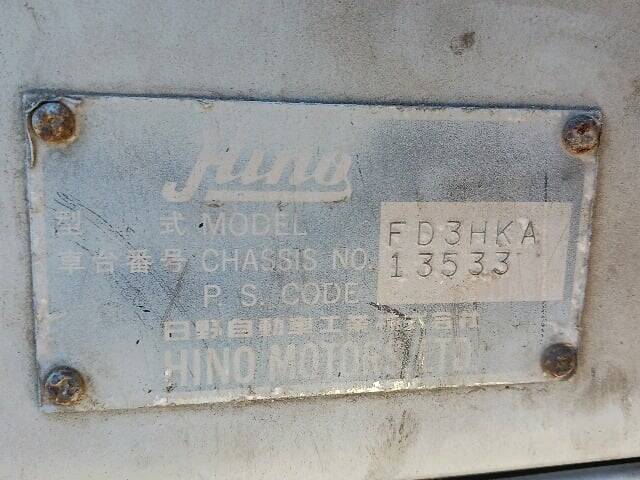 Hino
型 式 MODEL FD3HKA
車台番号 CHASSIS NO. 13533
P. S. CODE
日野自動車工業株式会社
HINO MOTORS, LTD.